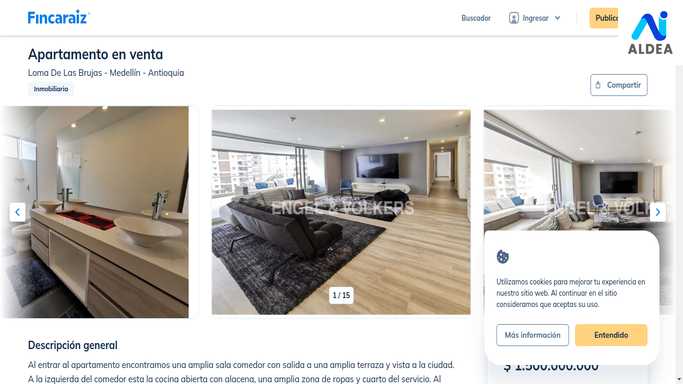 Fincaraiz
Buscador
Ingresar
Publica
ALDEA
Apartamento en venta
Loma De Las Brujas - Medellín - Antioquia
Inmobiliario
Compartir
ENGEL & VÖLKERS
ENGEL & VÖLKERS
1 / 15
Utilizamos cookies para mejorar tu experiencia en
nuestro sitio web. Al continuar en el sitio
consideramos que aceptas su uso.
Más información
Entendido
Descripción general
$ 1.500.000.000
Al entrar al apartamento encontramos una amplia sala comedor con salida a una amplia terraza y vista a la ciudad.
A la izquierda del comedor esta la cocina abierta con alacena, una amplia zona de ropas y cuarto del servicio. Al